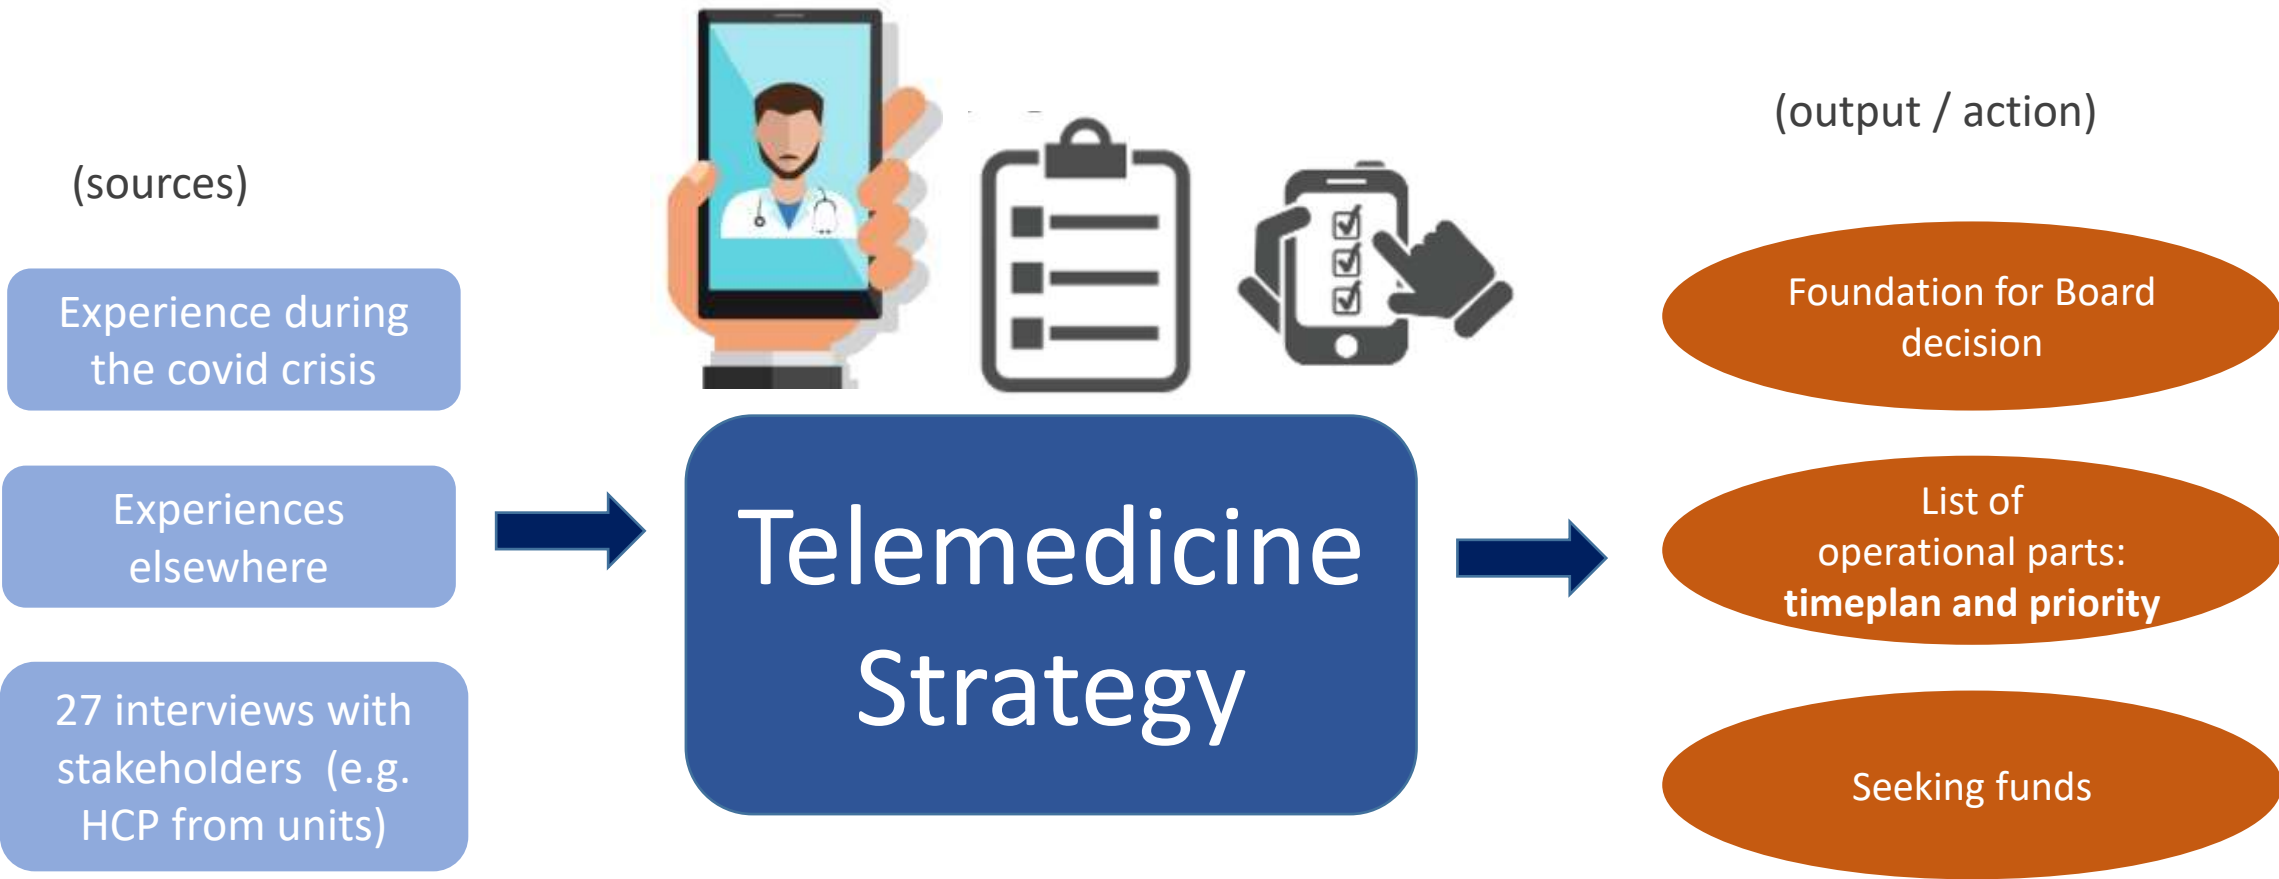 (sources)
Experience during
the covid crisis
Experiences
elsewhere
27 interviews with
stakeholders  (e.g.
HCP from units)
Telemedicine
Strategy
(output / action)
Foundation for Board
decision
List of
operational parts:
timeplan and priority
Seeking funds